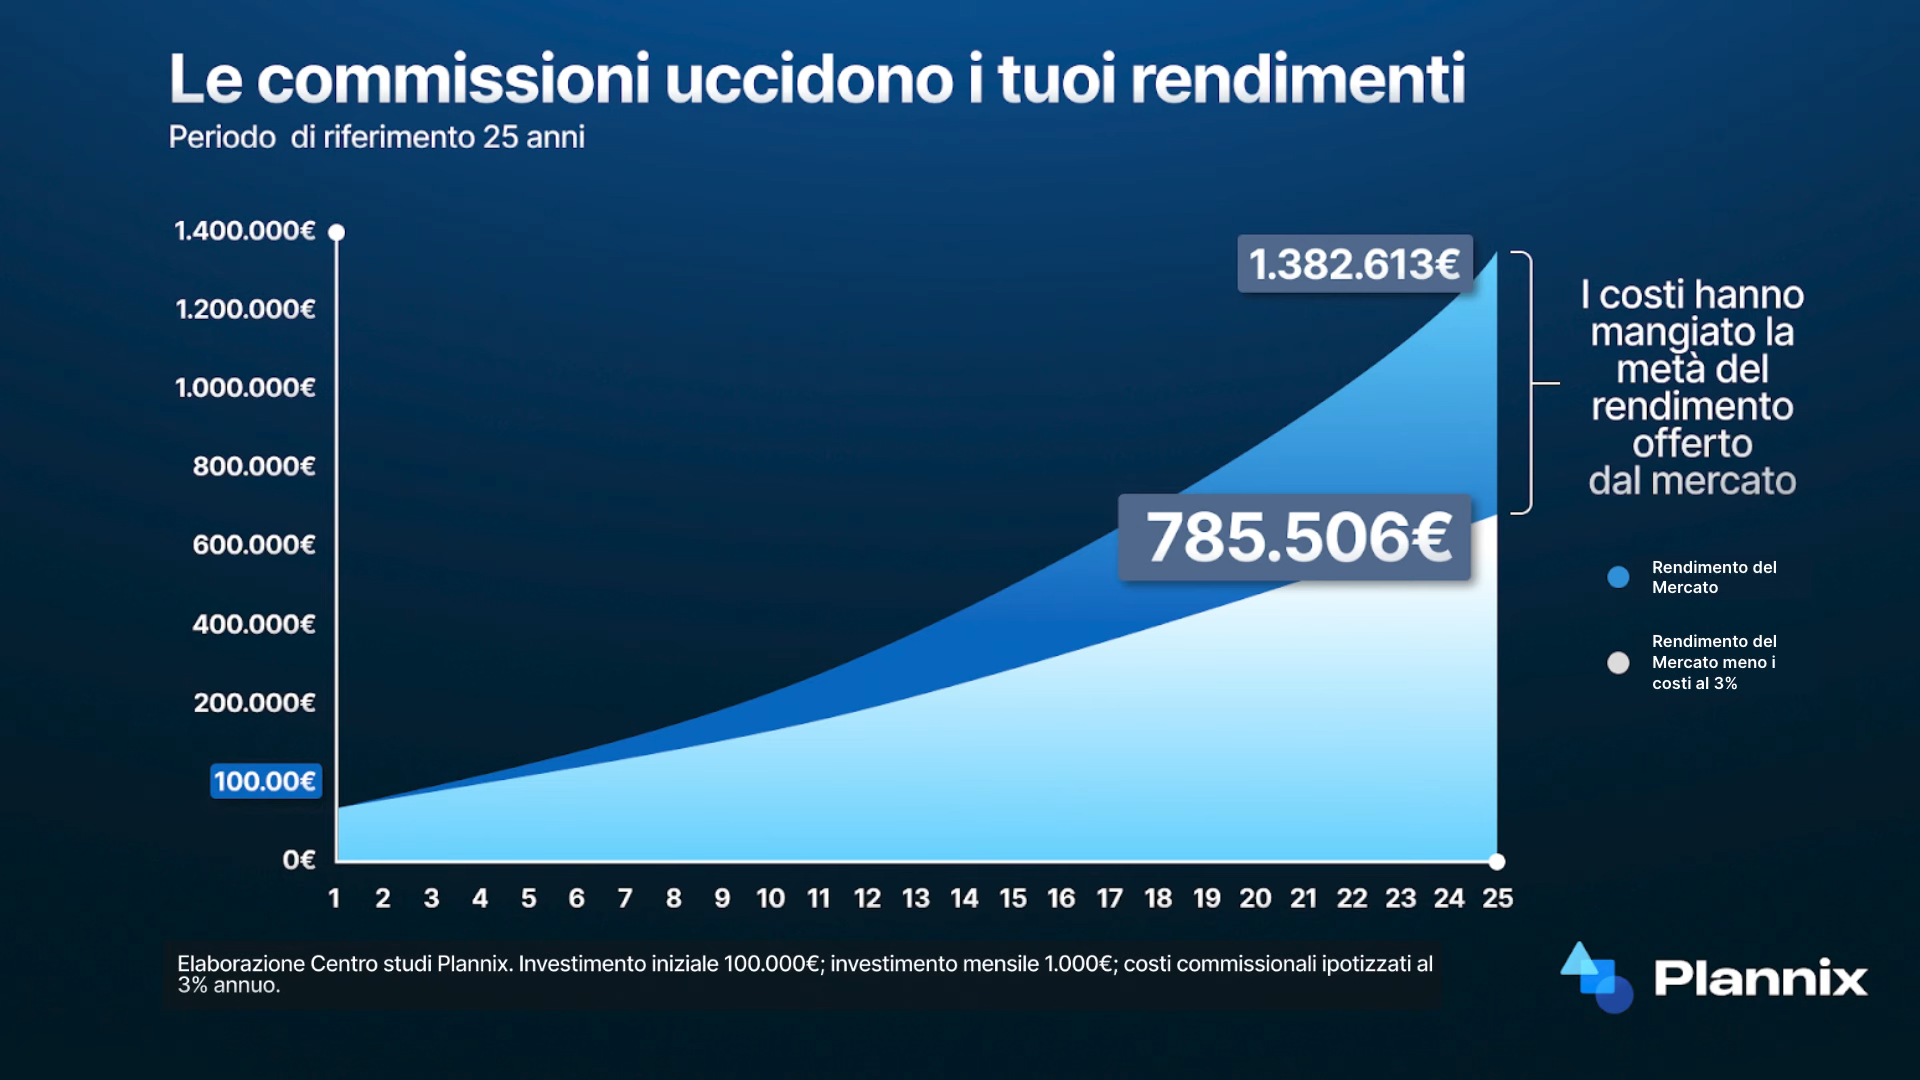 Le commissioni uccidono i tuoi rendimenti
Periodo di riferimento 25 anni
1.400.000€
1.200.000€
1.000.000€
800.000€
600.000€
400.000€
200.000€
100.00€
0€
1.382.613€
785.506€
I costi hanno
mangiato la
metà del
rendimento
offerto
dal mercato
Rendimento del
Mercato
Rendimento del
Mercato meno i
costi al 3%
1 2 3 4 5 6 7 8 9 10 11 12 13 14 15 16 17 18 19 20 21 22 23 24 25
Elaborazione Centro studi Plannix. Investimento iniziale 100.000€; investimento mensile 1.000€; costi commissionali ipotizzati al
3% annuo.
Plannix